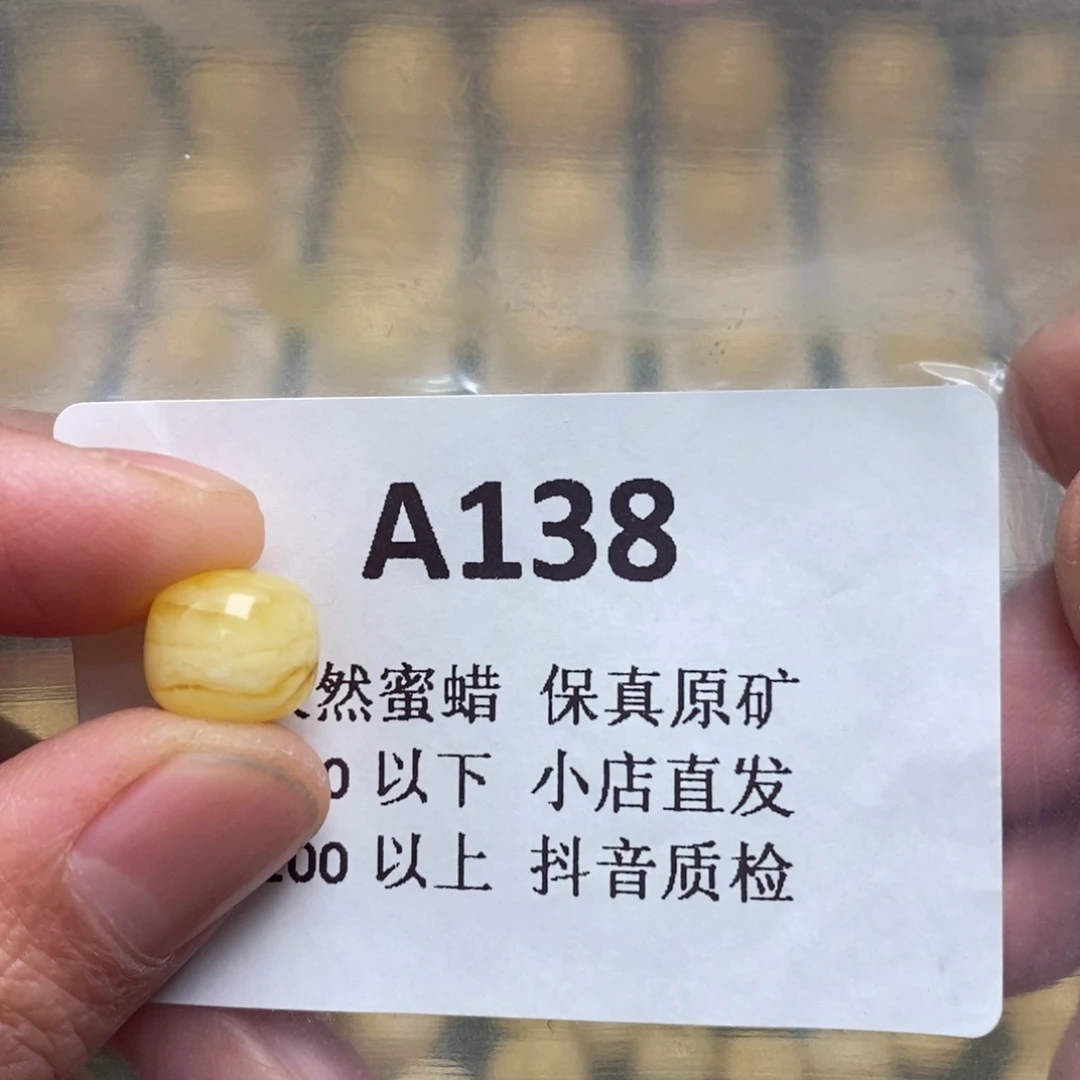 A138
然蜜蜡 保真原矿
0 以下 小店直发
200 以上 抖音质检